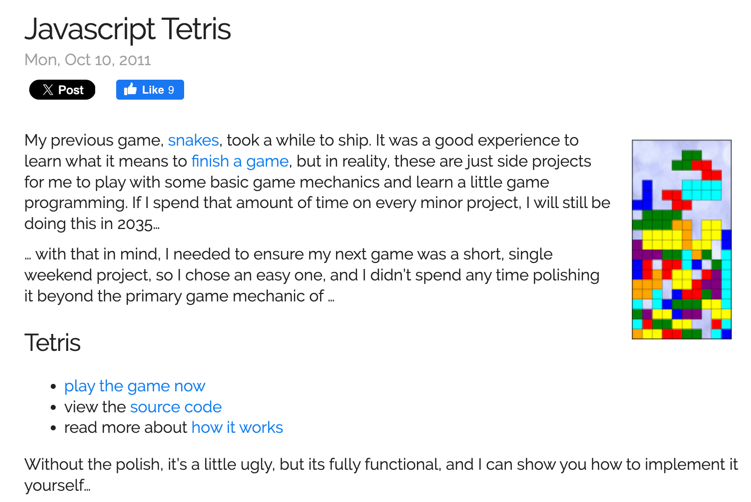 Javascript Tetris
Mon, Oct 10, 2011
X Post
Like 9
My previous game, snakes, took a while to ship. It was a good experience to
learn what it means to finish a game, but in reality, these are just side projects
for me to play with some basic game mechanics and learn a little game
programming. If I spend that amount of time on every minor project, I will still be
doing this in 2035…
… with that in mind, I needed to ensure my next game was a short, single
weekend project, so I chose an easy one, and I didn’t spend any time polishing
it beyond the primary game mechanic of …
Tetris
• play the game now
• view the source code
• read more about how it works
Without the polish, it’s a little ugly, but its fully functional, and I can show you how to implement it
yourself…